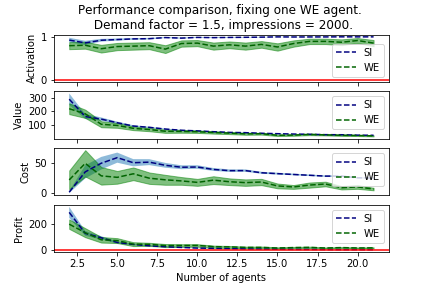 Performance comparison, fixing one WE agent.
Demand factor = 1.5, impressions = 2000.
Activation
1
0
SI
WE
Value
300
200
100
SI
WE
Cost
50
0
SI
WE
Profit
200
0
SI
WE
2.5 5.0 7.5 10.0 12.5 15.0 17.5 20.0
Number of agents